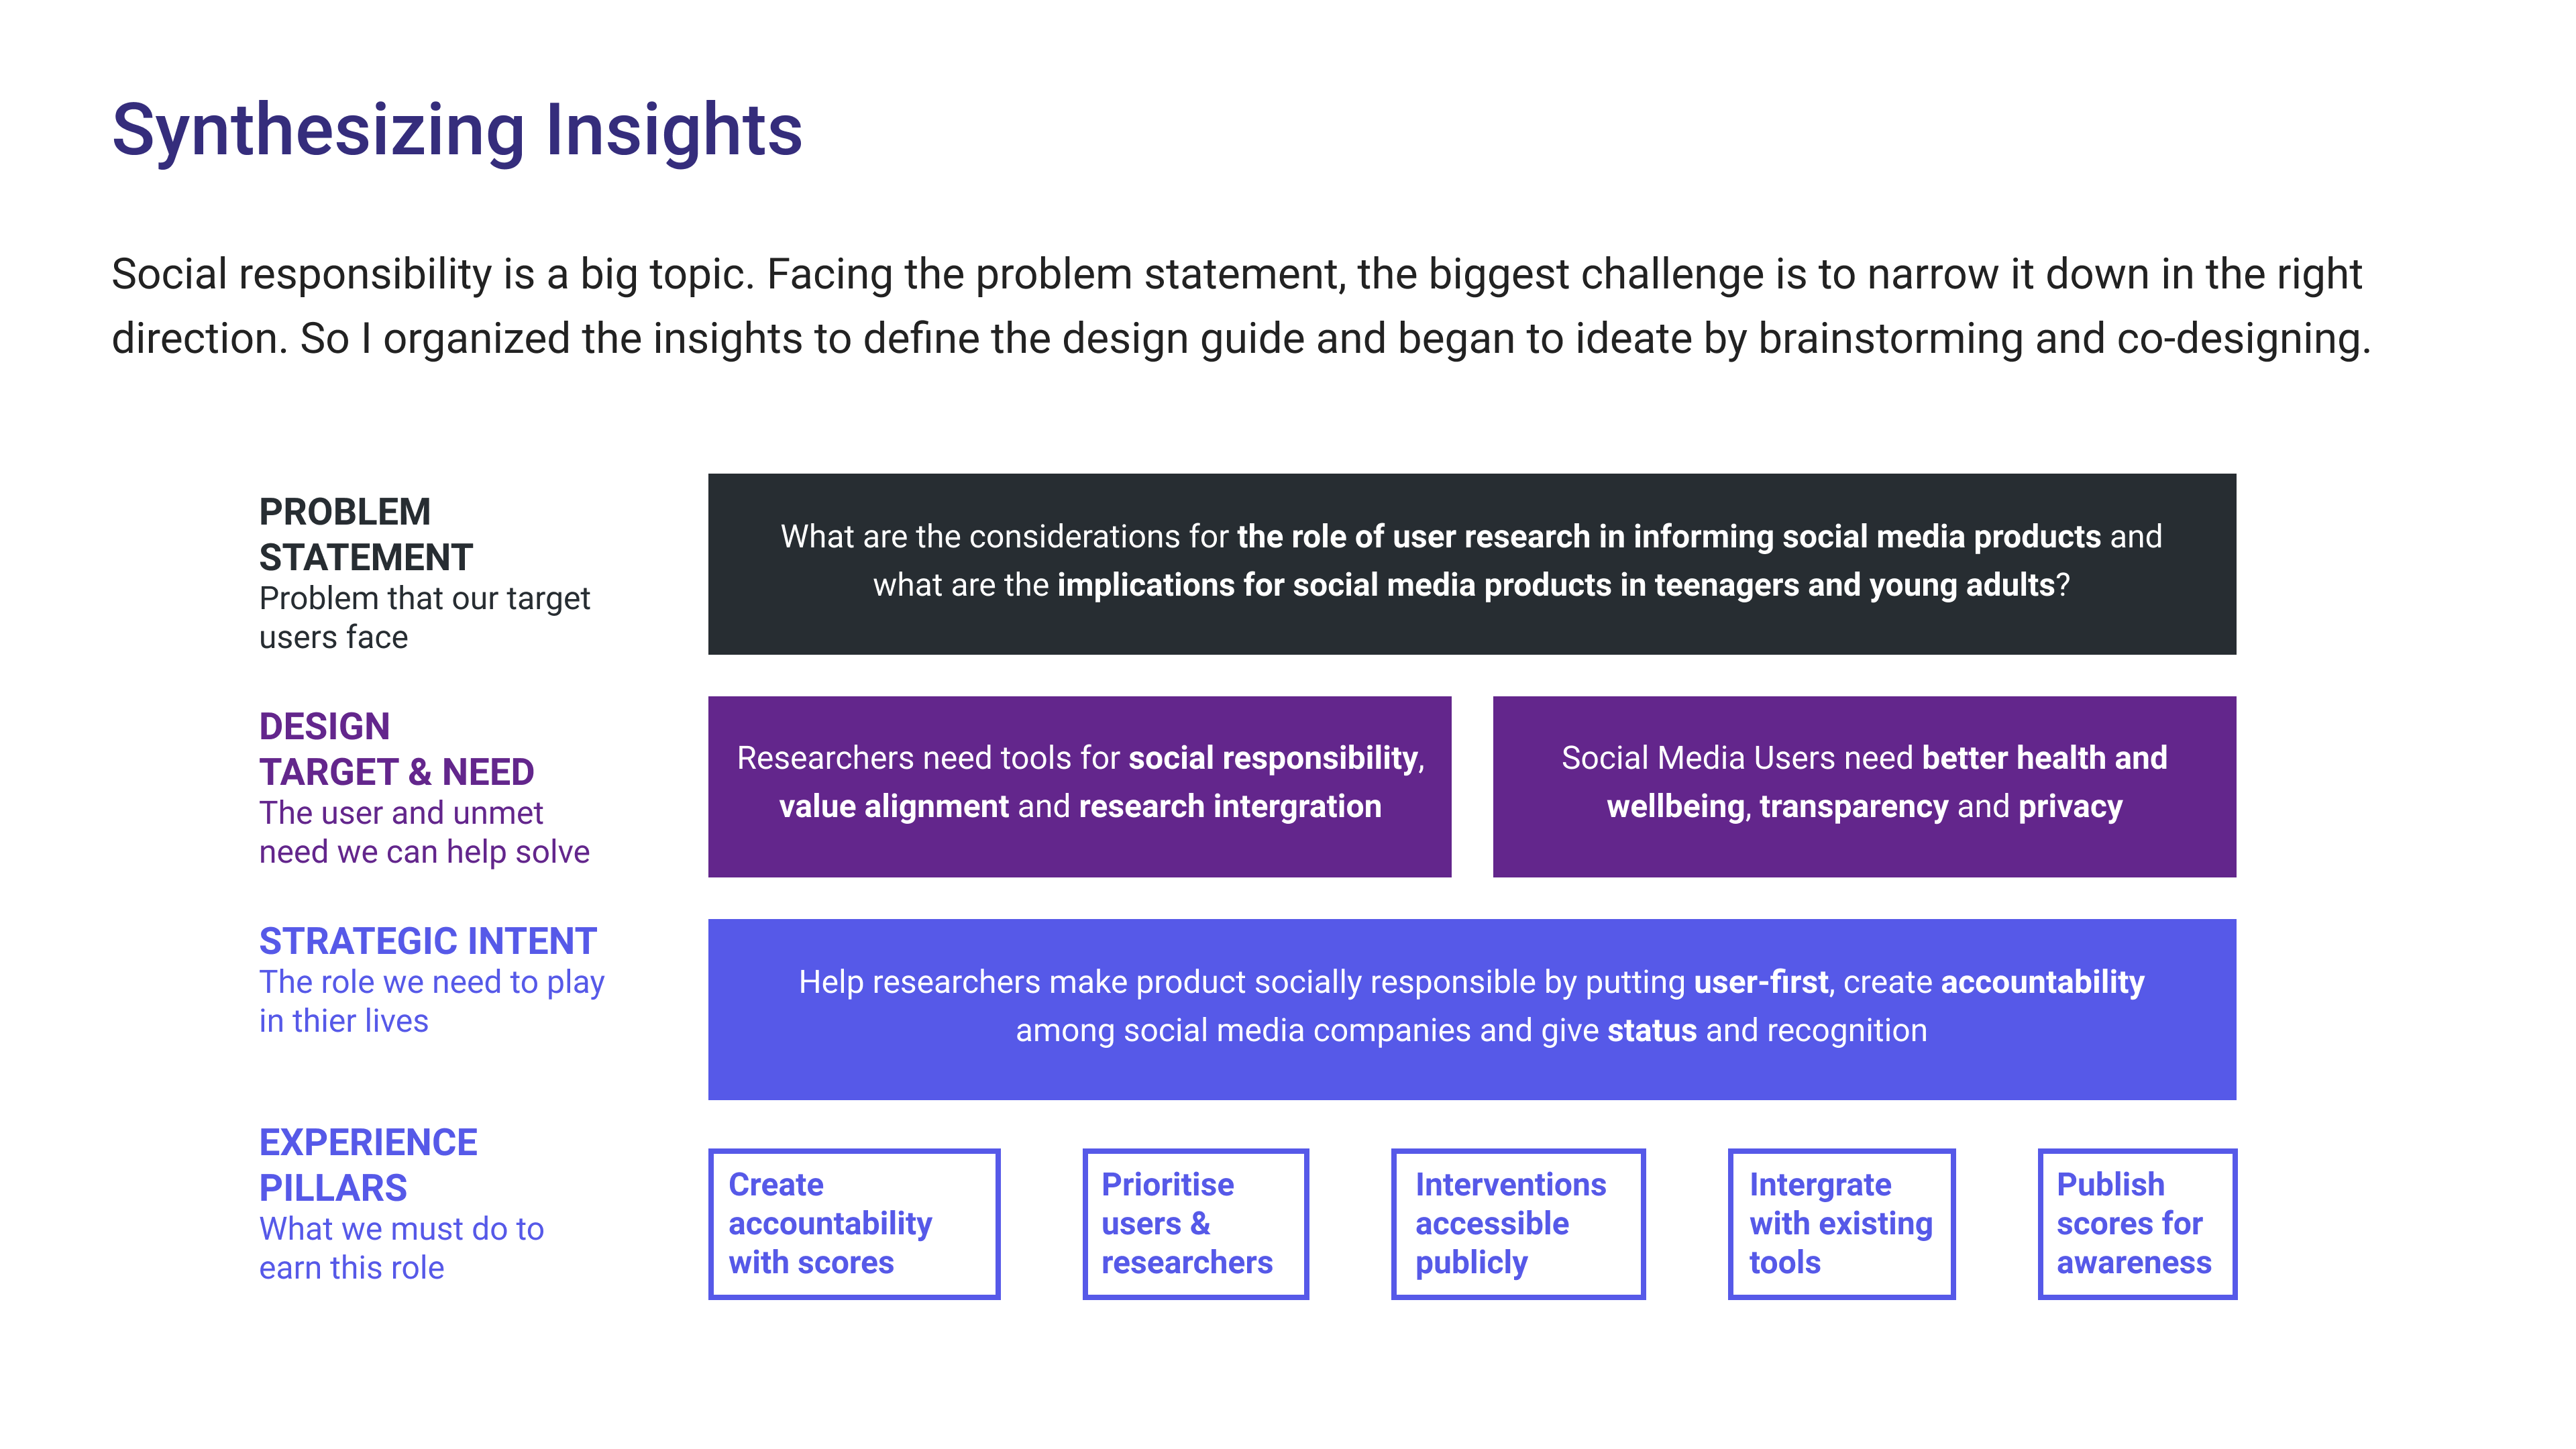 Synthesizing Insights
Social responsibility is a big topic. Facing the problem statement, the biggest challenge is to narrow it down in the right
direction. So I organized the insights to define the design guide and began to ideate by brainstorming and co-designing.
PROBLEM
STATEMENT
Problem that our target
users face
What are the considerations for the role of user research in informing social media products and
what are the implications for social media products in teenagers and young adults?
DESIGN
TARGET & NEED
The user and unmet
need we can help solve
Researchers need tools for social responsibility,
value alignment and research intergration
Social Media Users need better health and
wellbeing, transparency and privacy
STRATEGIC INTENT
The role we need to play
in thier lives
Help researchers make product socially responsible by putting user-first, create accountability
among social media companies and give status and recognition
EXPERIENCE
PILLARS
What we must do to
earn this role
Create
accountability
with scores
Prioritise
users &
researchers
Interventions
accessible
publicly
Intergrate
with existing
tools
Publish
scores for
awareness